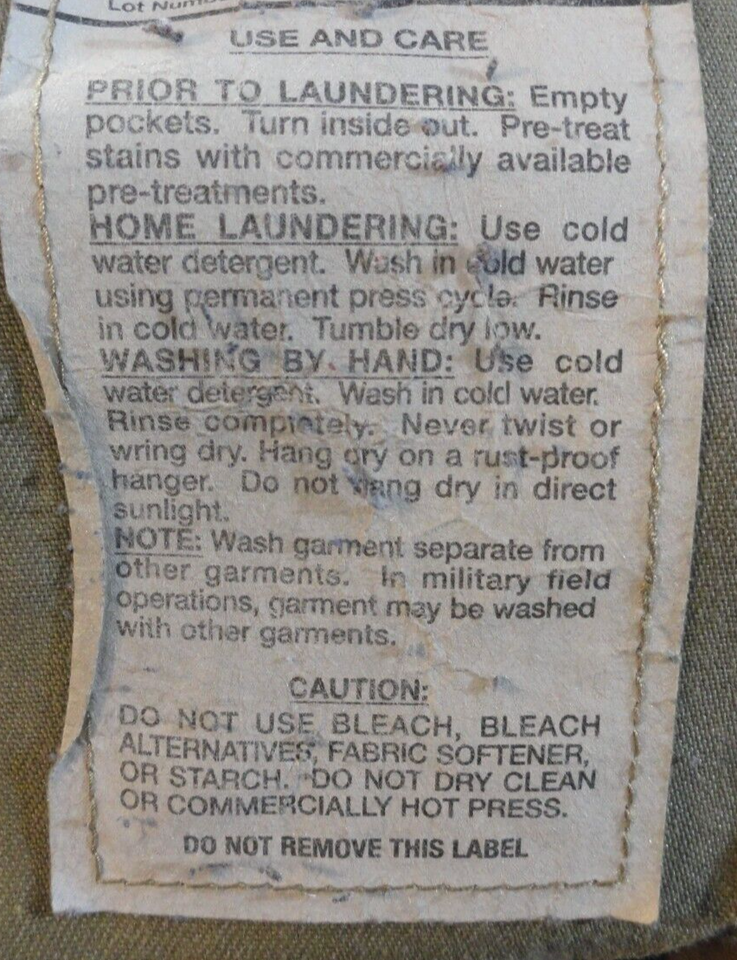 Lot Num
USE AND CARE
PRIOR TO LAUNDERING: Empty
pockets. Turn inside out. Pre-treat
stains with commercially available
pre-treatments.
HOME LAUNDERING: Use cold
water detergent. Wash in cold water
using permanent press cycle. Rinse
in cold water. Tumble dry low.
WASHING BY HAND: Use cold
water detergent. Wash in cold water.
Rinse completely. Never twist or
wring dry. Hang dry on a rust-proof
hanger. Do not hang dry in direct
sunlight.
NOTE: Wash garment separate from
other garments. In military field
operations, garment may be washed
with other garments.
CAUTION:
DO NOT USE BLEACH, BLEACH
ALTERNATIVES, FABRIC SOFTENER,
OR STARCH. DO NOT DRY CLEAN
OR COMMERCIALLY HOT PRESS.
DO NOT REMOVE THIS LABEL